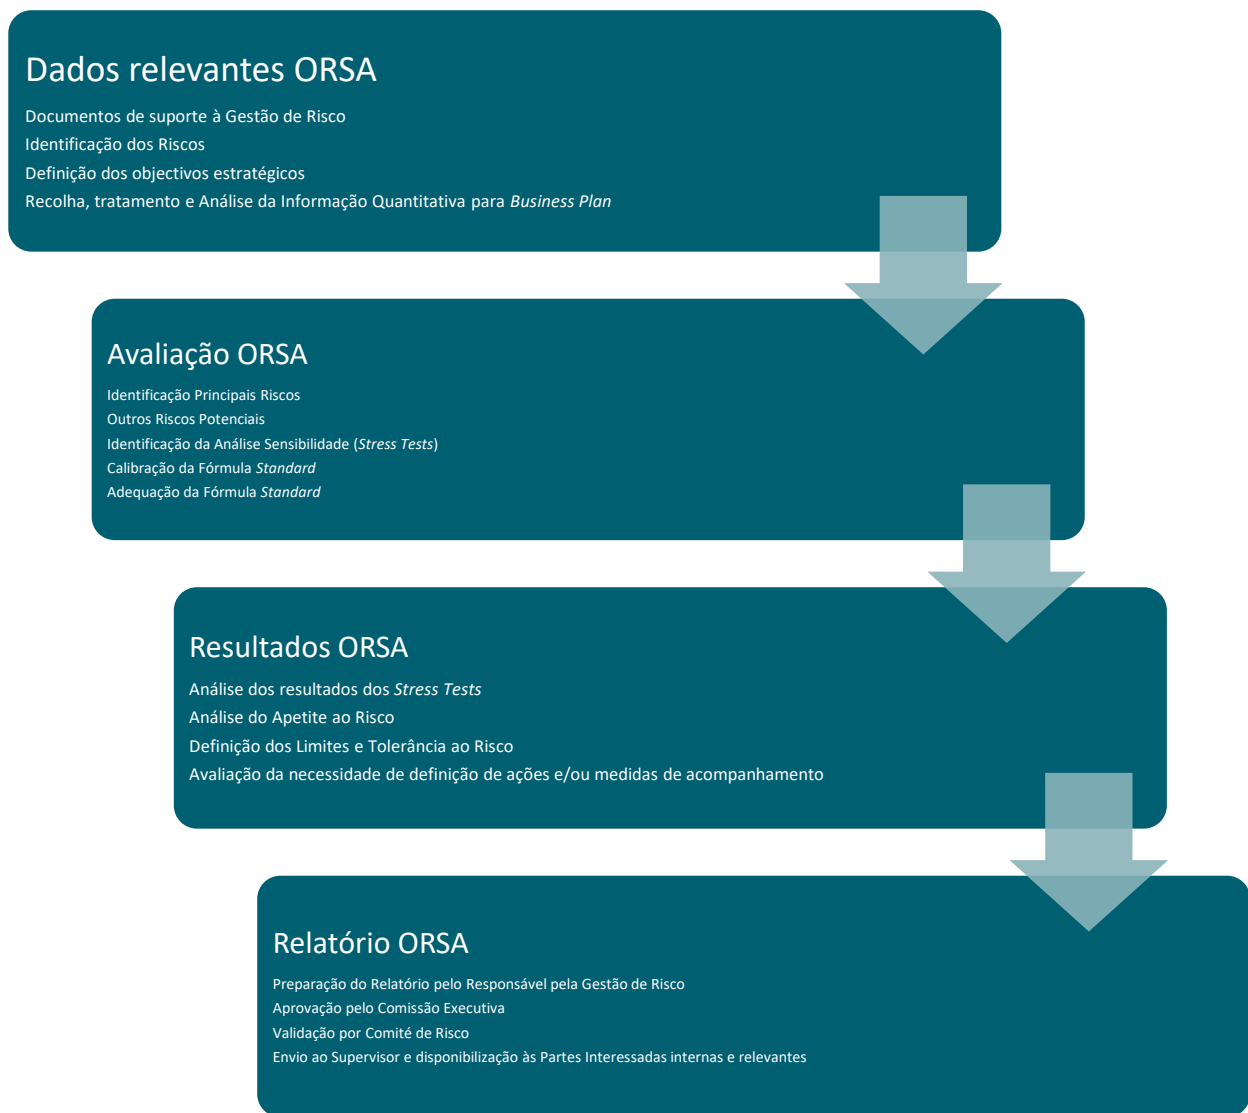 Dados relevantes ORSA
Documentos de suporte à Gestão de Risco
Identificação dos Riscos
Definição dos objectivos estratégicos
Recolha, tratamento e Análise da Informação Quantitativa para Business Plan
Avaliação ORSA
Identificação Principais Riscos
Outros Riscos Potenciais
Identificação da Análise Sensibilidade (Stress Tests)
Calibração da Fórmula Standard
Adequação da Fórmula Standard
Resultados ORSA
Análise dos resultados dos Stress Tests
Análise do Apetite ao Risco
Definição dos Limites e Tolerância ao Risco
Avaliação da necessidade de definição de ações e/ou medidas de acompanhamento
Relatório ORSA
Preparação do Relatório pelo Responsável pela Gestão de Risco
Aprovação pelo Comissão Executiva
Validação por Comité de Risco
Envio ao Supervisor e disponibilização às Partes Interessadas internas e relevantes